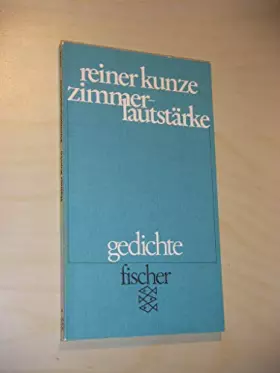 reiner kunze
zimmer-
lautstärke
gedichte
fischer